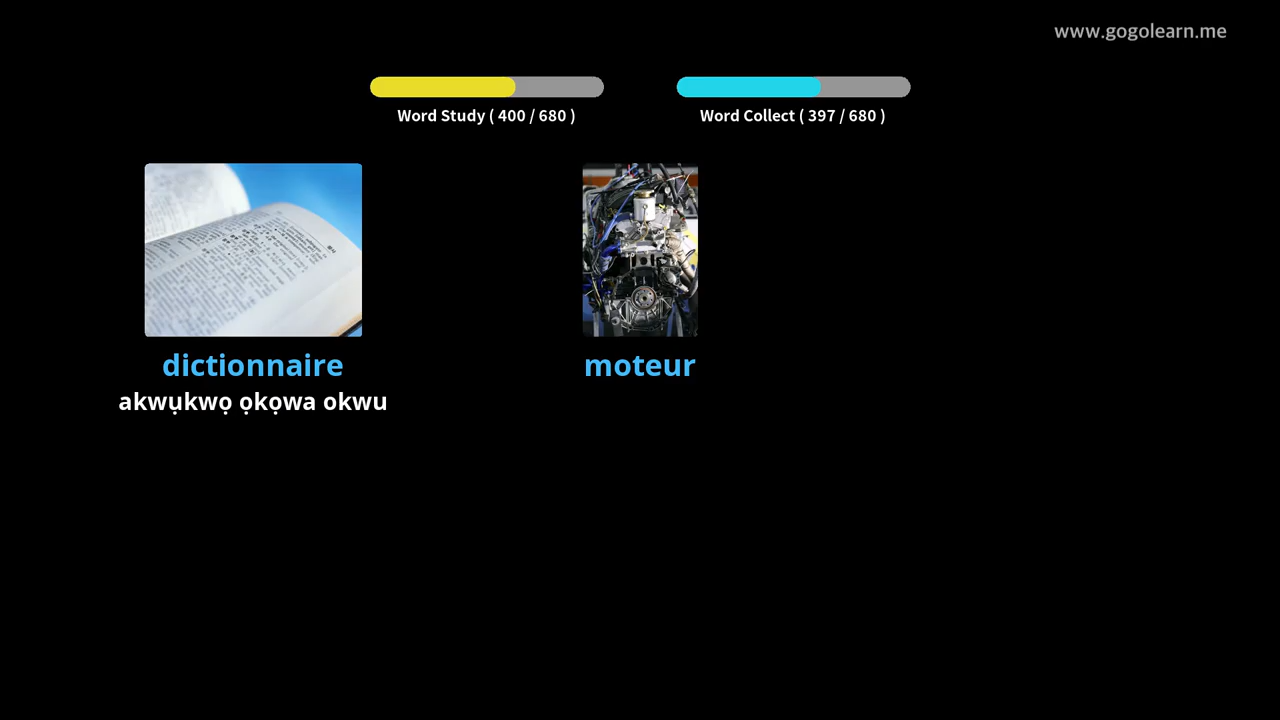 www.gogolearn.me
Word Study ( 400 / 680 )
Word Collect ( 397 / 680 )
dictionnaire
akwụkwọ ọkọwa okwu
moteur